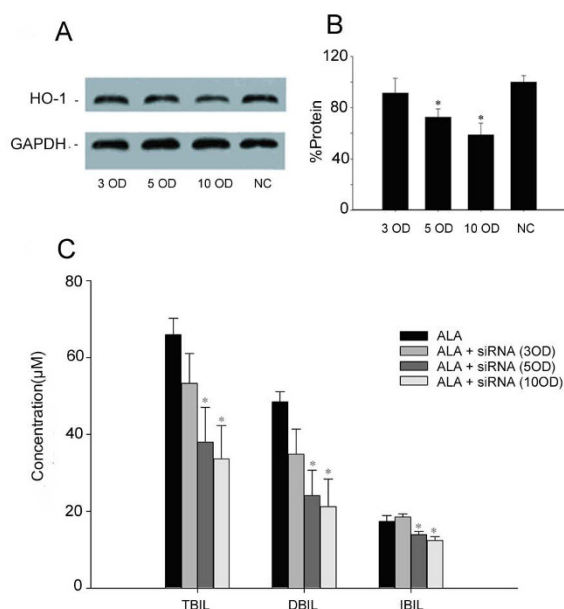 A
HO-1 -
GAPDH -
3 OD 5 OD 10 OD NC
B
120
80
40
0
%Protein
* *
3 OD 5 OD 10 OD NC
C
80
60
40
20
0
Concentration(μM)
ALA
ALA + siRNA (3OD)
ALA + siRNA (5OD)
ALA + siRNA (10OD)
* *
* *
* *
TBIL DBIL IBIL